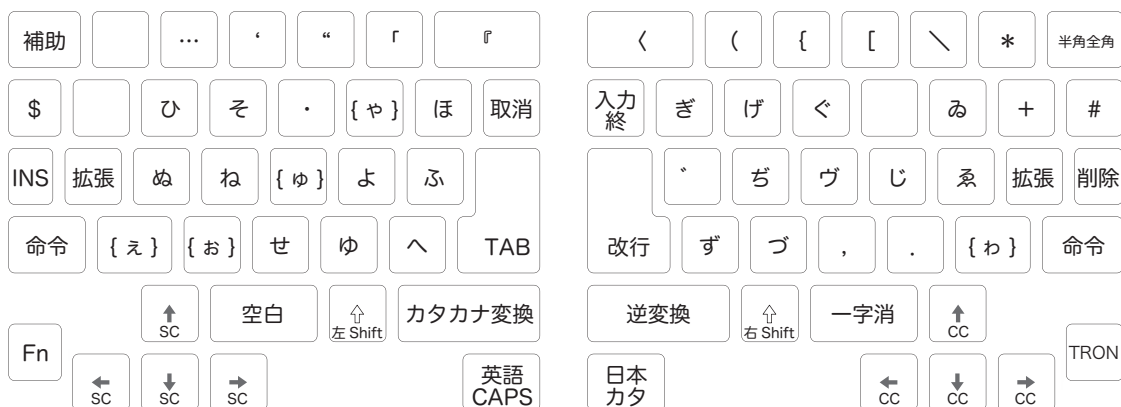 補助 … ‘ “ 「 『 〈 ( { [ ＼ ＊ 半角全角
$ ひ そ ・ { ゃ } ほ 取消 入力終 ぎ げ ぐ ゐ + #
INS 拡張 ぬ ね { ゅ } よ ふ ゛ ぢ ヴ じ ゑ 拡張 削除
命令 { ぇ } { ぉ } せ ゆ へ TAB 改行 ず づ , . { ゎ } 命令
↑ SC 空白 ⇧ 左 Shift カタカナ変換 逆変換 ⇧ 右 Shift 一字消 ↑ CC
Fn ← SC ↓ SC → SC 英語 CAPS 日本 カタ ← CC ↓ CC → CC TRON